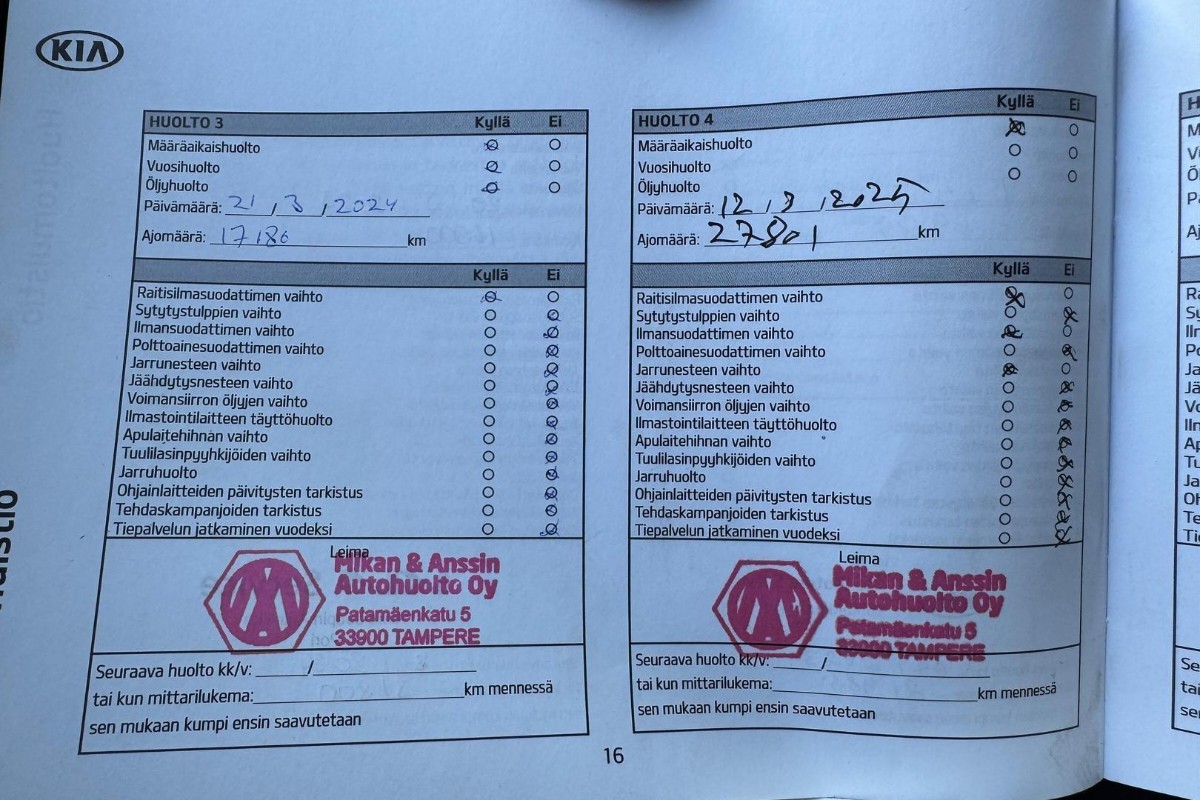 KIA
HUOLTO 3 Kyllä Ei
Määräaikaishuolto
Vuosihuolto
Öljyhuolto
Päivämäärä: 21, 3, 2024
Ajomäärä: 17180 km
Kyllä Ei
Raitisilmasuodattimen vaihto
Sytytystulppien vaihto
Ilmansuodattimen vaihto
Polttoainesuodattimen vaihto
Jarrunesteen vaihto
Jäähdytysnesteen vaihto
Voimansiirron öljyjen vaihto
Ilmastointilaitteen täyttöhuolto
Apulaitehihnan vaihto
Tuulilasinpyyhkijöiden vaihto
Jarruhuolto
Ohjainlaitteiden päivitysten tarkistus
Tehdaskampanjoiden tarkistus
Tiepalvelun jatkaminen vuodeksi
Leima
Mikan & Anssin
Autohuolto Oy
Patamäenkatu 5
33900 TAMPERE
Seuraava huolto kk/v: /
tai kun mittarilukema: km mennessä
sen mukaan kumpi ensin saavutetaan
HUOLTO 4 Kyllä Ei
Määräaikaishuolto
Vuosihuolto
Öljyhuolto
Päivämäärä: 12, 3, 2025
Ajomäärä: 27801 km
Kyllä Ei
Raitisilmasuodattimen vaihto
Sytytystulppien vaihto
Ilmansuodattimen vaihto
Polttoainesuodattimen vaihto
Jarrunesteen vaihto
Jäähdytysnesteen vaihto
Voimansiirron öljyjen vaihto
Ilmastointilaitteen täyttöhuolto
Apulaitehihnan vaihto
Tuulilasinpyyhkijöiden vaihto
Jarruhuolto
Ohjainlaitteiden päivitysten tarkistus
Tehdaskampanjoiden tarkistus
Tiepalvelun jatkaminen vuodeksi
Leima
Mikan & Anssin
Autohuolto Oy
Patamäenkatu 5
33900 TAMPERE
Seuraava huolto kk/v: /
tai kun mittarilukema: km mennessä
sen mukaan kumpi ensin saavutetaan
16